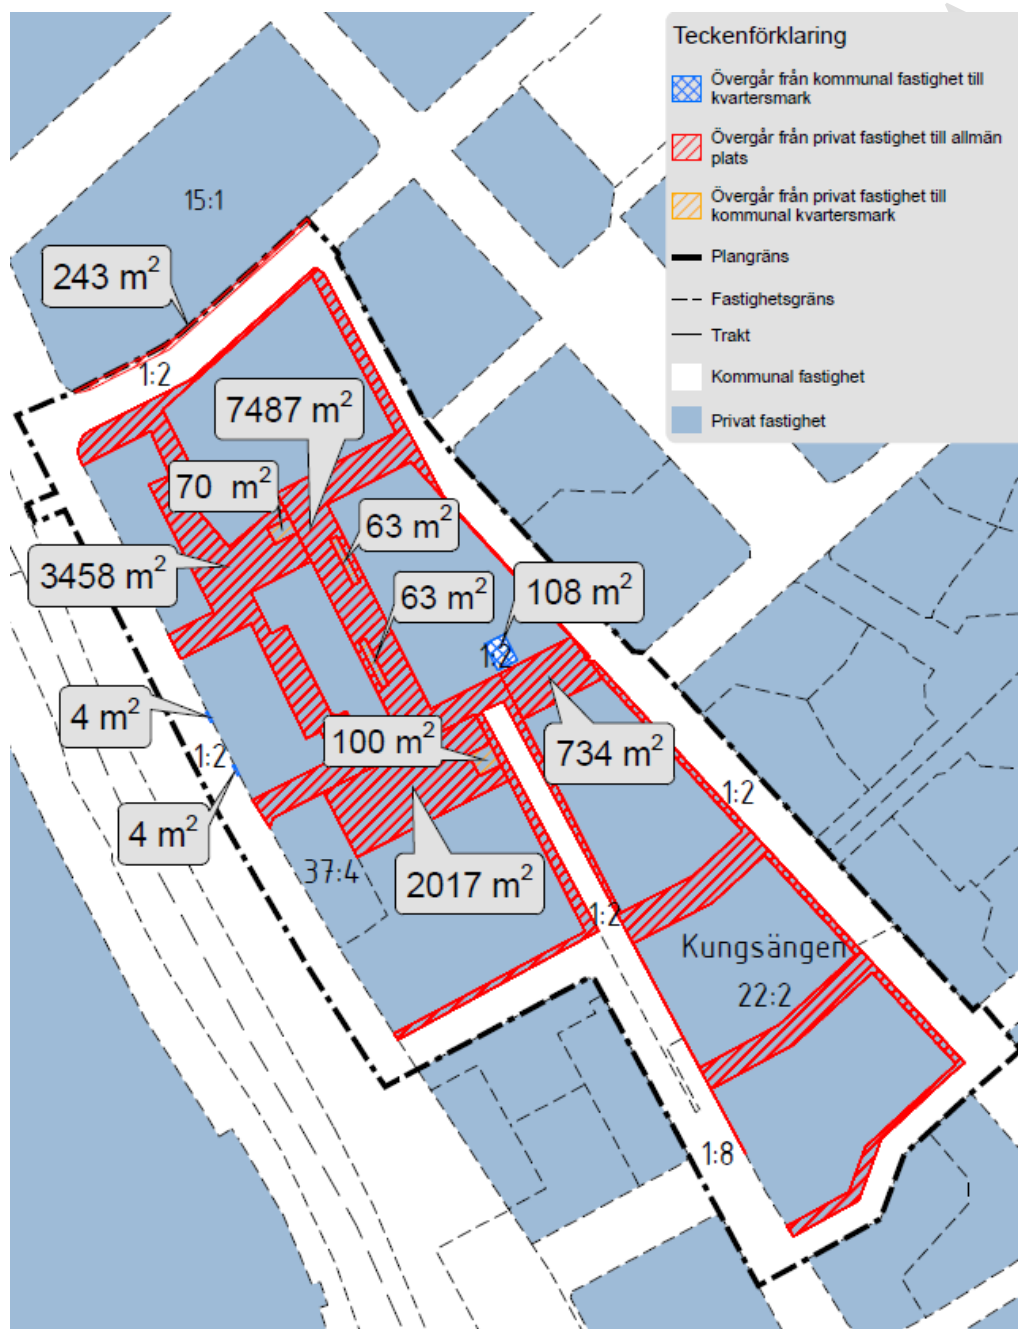 Teckenförklaring
Övergår från kommunal fastighet till
kvartersmark
Övergår från privat fastighet till allmän
plats
Övergår från privat fastighet till
kommunal kvartersmark
Plangräns
Fastighetsgräns
Trakt
Kommunal fastighet
Privat fastighet
15:1
243 m²
1:2
7487 m²
70 m²
63 m²
3458 m²
63 m²
108 m²
1:2
4 m²
1:2
100 m²
734 m²
1:2
4 m²
37:4
2017 m²
1:2
Kungsängen
22:2
1:8